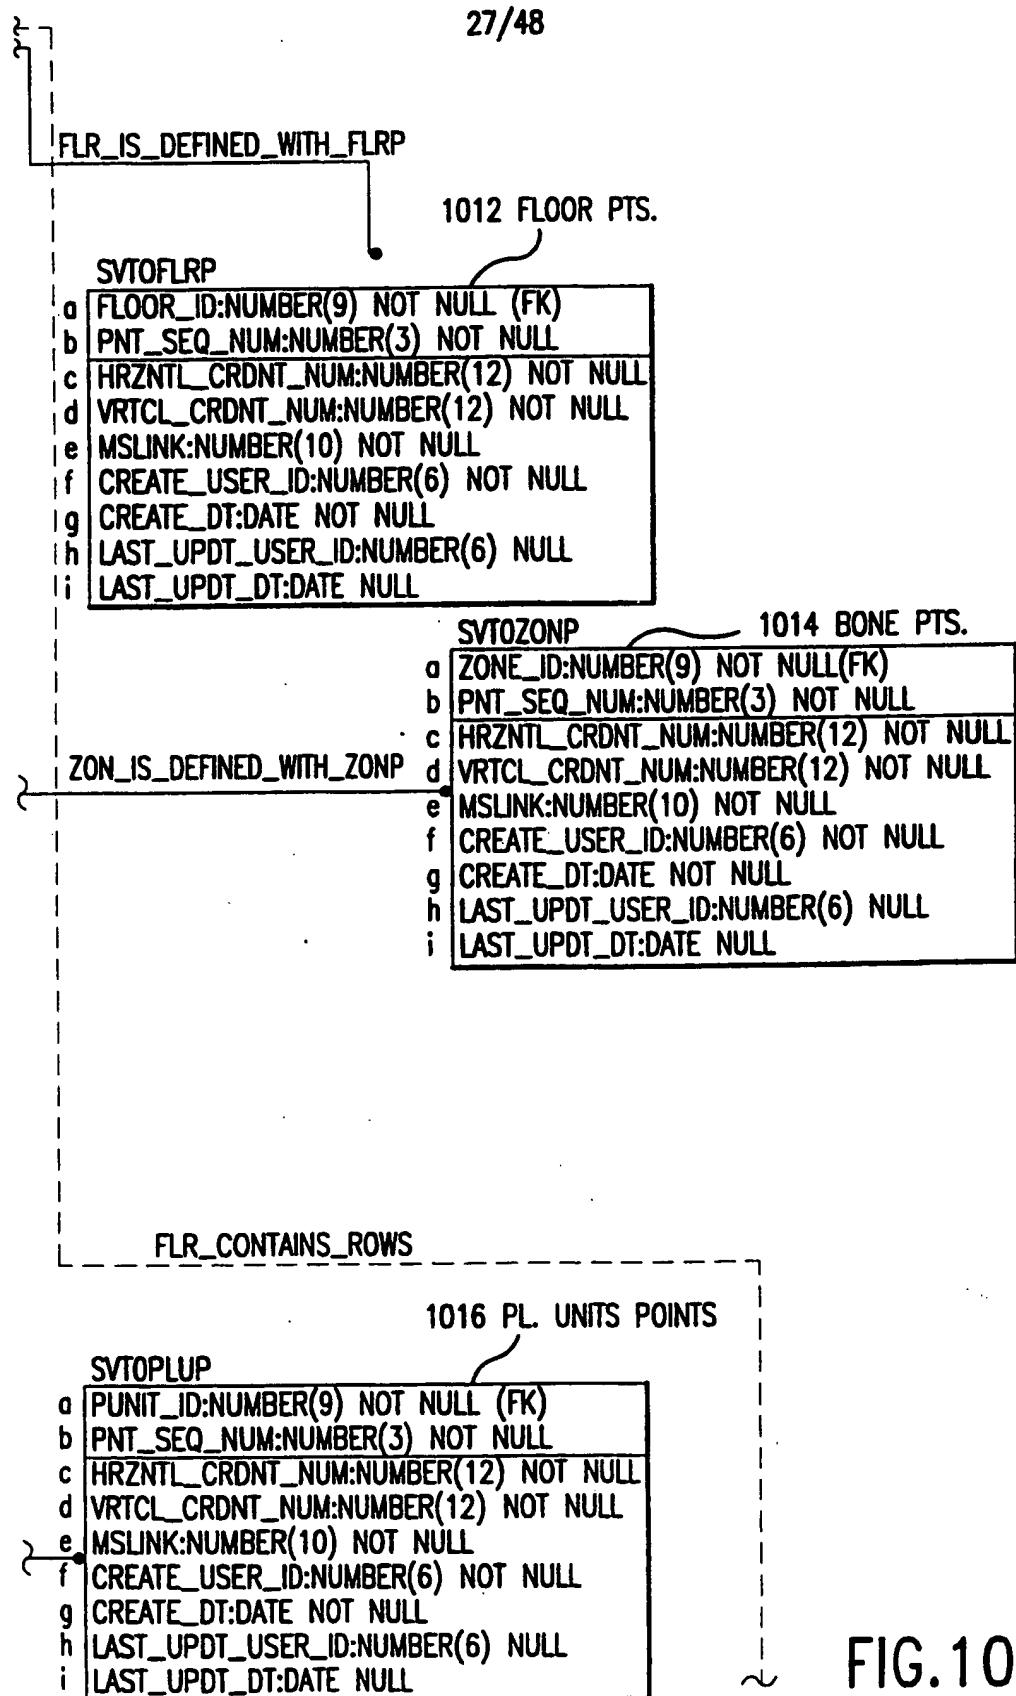 27/48
FLR_IS_DEFINED_WITH_FLRP
1012 FLOOR PTS.
SVTOFLRP
a FLOOR_ID:NUMBER(9) NOT NULL (FK)
b PNT_SEQ_NUM:NUMBER(3) NOT NULL
c HRZNTL_CRDNT_NUM:NUMBER(12) NOT NULL
d VRTCL_CRDNT_NUM:NUMBER(12) NOT NULL
e MSLINK:NUMBER(10) NOT NULL
f CREATE_USER_ID:NUMBER(6) NOT NULL
g CREATE_DT:DATE NOT NULL
h LAST_UPDT_USER_ID:NUMBER(6) NULL
i LAST_UPDT_DT:DATE NULL
1014 BONE PTS.
SVTOZONP
a ZONE_ID:NUMBER(9) NOT NULL(FK)
b PNT_SEQ_NUM:NUMBER(3) NOT NULL
c HRZNTL_CRDNT_NUM:NUMBER(12) NOT NULL
ZON_IS_DEFINED_WITH_ZONP
d VRTCL_CRDNT_NUM:NUMBER(12) NOT NULL
e MSLINK:NUMBER(10) NOT NULL
f CREATE_USER_ID:NUMBER(6) NOT NULL
g CREATE_DT:DATE NOT NULL
h LAST_UPDT_USER_ID:NUMBER(6) NULL
i LAST_UPDT_DT:DATE NULL
FLR_CONTAINS_ROWS
1016 PL. UNITS POINTS
SVTOPLUP
a PUNIT_ID:NUMBER(9) NOT NULL (FK)
b PNT_SEQ_NUM:NUMBER(3) NOT NULL
c HRZNTL_CRDNT_NUM:NUMBER(12) NOT NULL
d VRTCL_CRDNT_NUM:NUMBER(12) NOT NULL
e MSLINK:NUMBER(10) NOT NULL
f CREATE_USER_ID:NUMBER(6) NOT NULL
g CREATE_DT:DATE NOT NULL
h LAST_UPDT_USER_ID:NUMBER(6) NULL
i LAST_UPDT_DT:DATE NULL
FIG.10